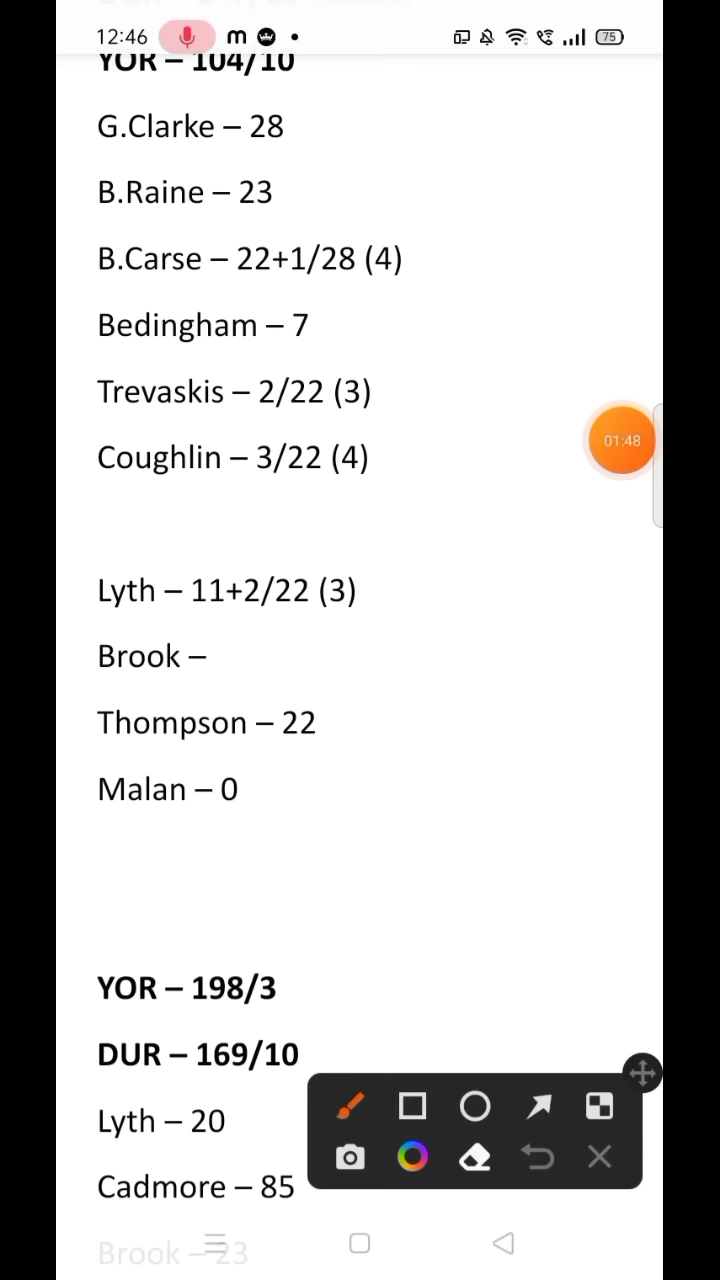 12:46 m 75
YOR – 104/10
G.Clarke – 28
B.Raine – 23
B.Carse – 22+1/28 (4)
Bedingham – 7
Trevaskis – 2/22 (3)
01:48
Coughlin – 3/22 (4)
Lyth – 11+2/22 (3)
Brook –
Thompson – 22
Malan – 0
YOR – 198/3
DUR – 169/10
Lyth – 20
Cadmore – 85
Brook – 23